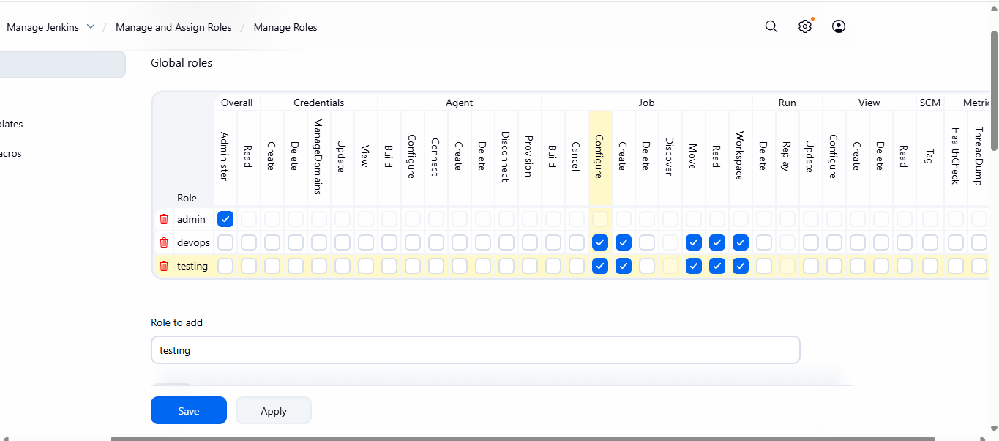 Manage Jenkins / Manage and Assign Roles / Manage Roles
Global roles
plates
acros
Overall Credentials Agent Job Run View SCM Metric
Administer Read Create Delete ManageDomains Update View Build Configure Connect Create Delete Disconnect Provision Build Cancel Configure Create Delete Discover Move Read Workspace Delete Replay Update Configure Create Delete Read Tag HealthCheck ThreadDump
Role
admin
devops
testing
Role to add
testing
Save Apply